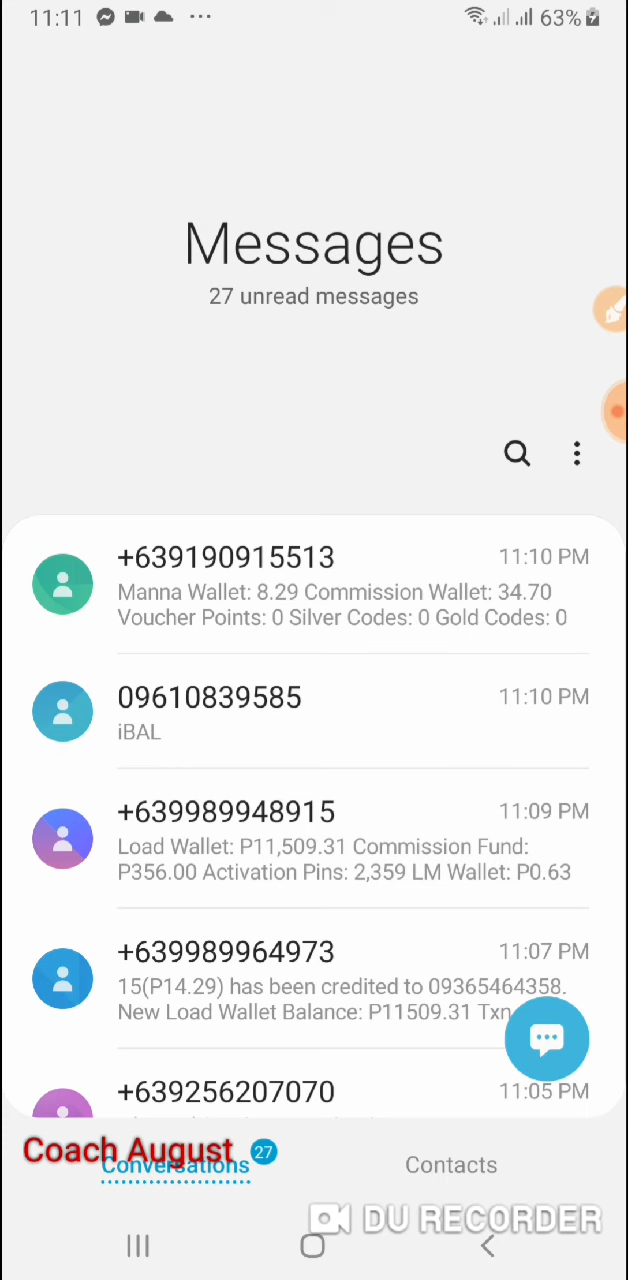 11:11
63%
Messages
27 unread messages
+639190915513 11:10 PM
Manna Wallet: 8.29 Commission Wallet: 34.70
Voucher Points: 0 Silver Codes: 0 Gold Codes: 0
09610839585 11:10 PM
iBAL
+639989948915 11:09 PM
Load Wallet: P11,509.31 Commission Fund:
P356.00 Activation Pins: 2,359 LM Wallet: P0.63
+639989964973 11:07 PM
15(P14.29) has been credited to 09365464358.
New Load Wallet Balance: P11509.31 Txn
+639256207070 11:05 PM
Coach August
Conversations 27 Contacts
DU RECORDER